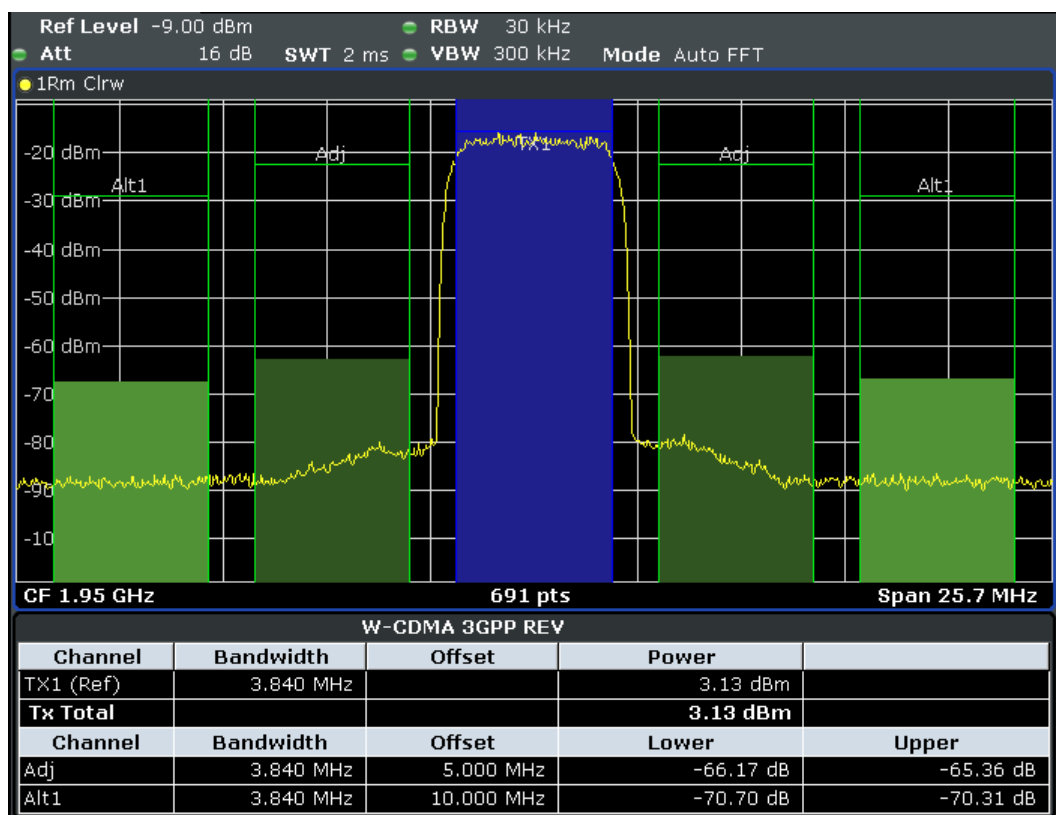 Ref Level -9.00 dBm RBW 30 kHz
Att 16 dB SWT 2 ms VBW 300 kHz Mode Auto FFT
1Rm Clrw
-20 dBm
-30 dBm
-40 dBm
-50 dBm
-60 dBm
-70
-80
-90
-10
Alt1 Adj TX1 Adj Alt1
CF 1.95 GHz 691 pts Span 25.7 MHz
W-CDMA 3GPP REV
Channel Bandwidth Offset Power
TX1 (Ref) 3.840 MHz 3.13 dBm
Tx Total 3.13 dBm
Channel Bandwidth Offset Lower Upper
Adj 3.840 MHz 5.000 MHz -66.17 dB -65.36 dB
Alt1 3.840 MHz 10.000 MHz -70.70 dB -70.31 dB